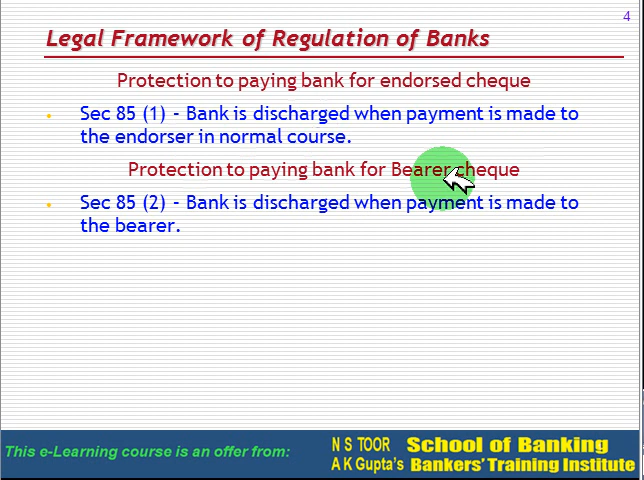 4
Legal Framework of Regulation of Banks
Protection to paying bank for endorsed cheque
• Sec 85 (1) - Bank is discharged when payment is made to
the endorser in normal course.
Protection to paying bank for Bearer cheque
• Sec 85 (2) - Bank is discharged when payment is made to
the bearer.
This e-Learning course is an offer from:
N S TOOR School of Banking
A K Gupta's Bankers' Training Institute